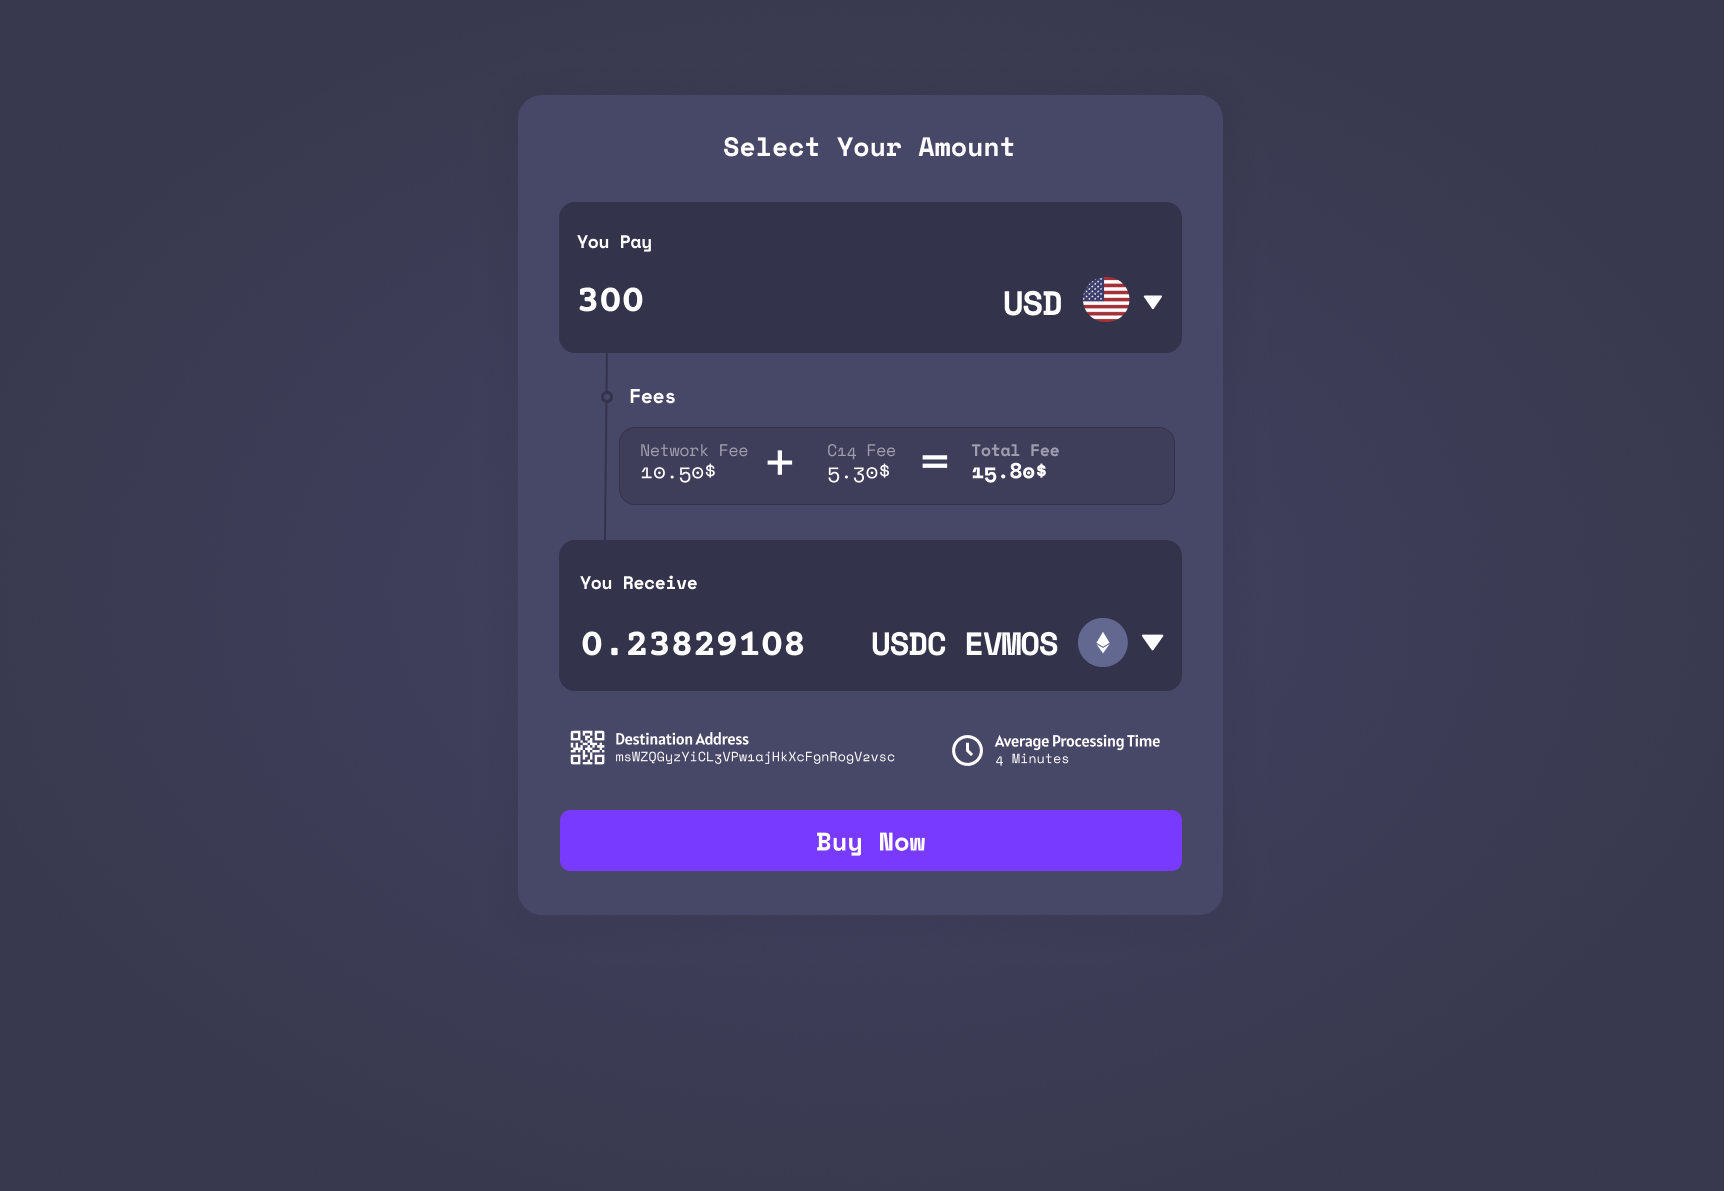 Select Your Amount
You Pay
300 USD
Fees
Network Fee + C14 Fee = Total Fee
10.50$ 5.30$ 15.80$
You Receive
0.23829108 USDC EVMOS
Destination Address
msWZQGyzYiCL3VPw1ajHkXcF9nRogV2vsc
Average Processing Time
4 Minutes
Buy Now